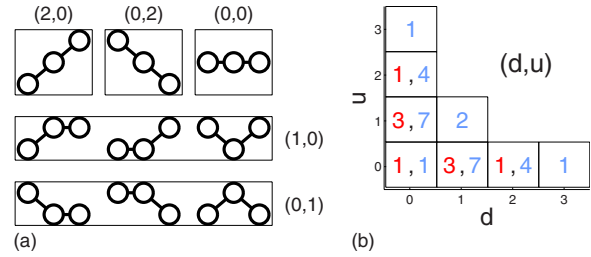 (2,0) (0,2) (0,0)
(1,0)
(0,1)
(a)
(d,u)
u
3 1
2 1,4
1 3,7 2
0 1,1 3,7 1,4 1
0 1 2 3
d
(b)